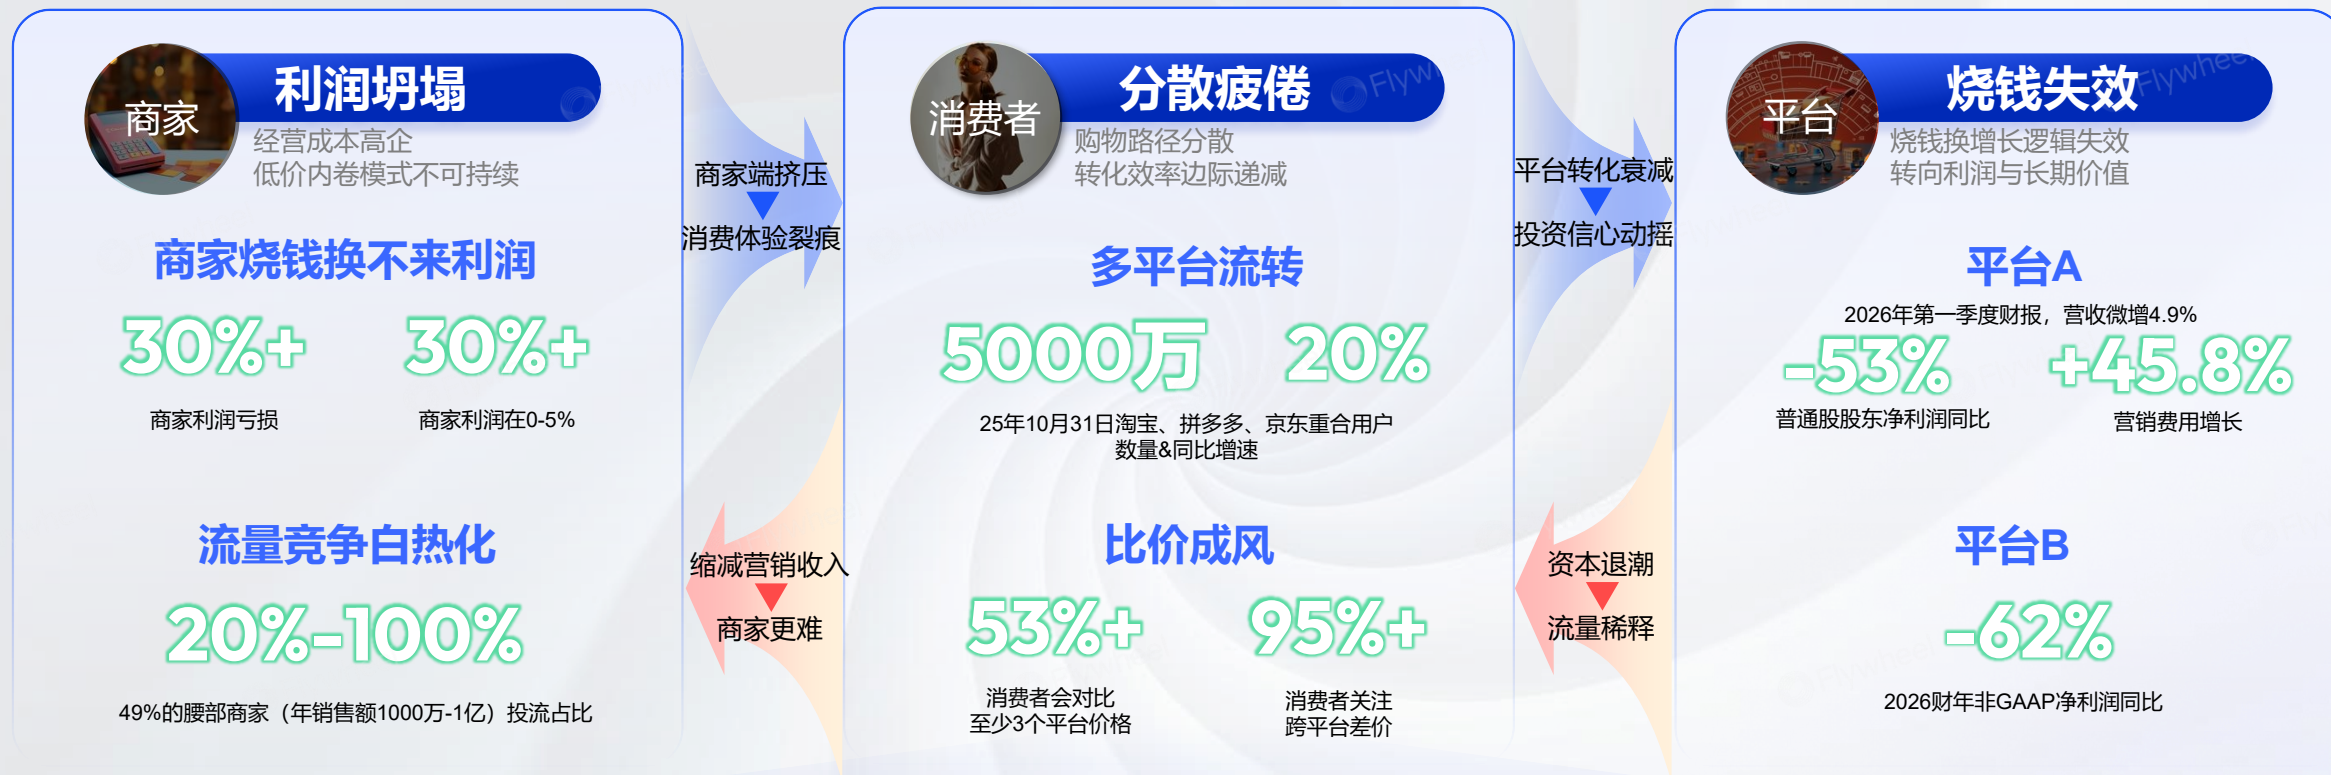 商家
利润坍塌
经营成本高企
低价内卷模式不可持续
商家烧钱换不来利润
30%+ 30%+
商家利润亏损 商家利润在0-5%
流量竞争白热化
20%-100%
49%的腰部商家（年销售额1000万-1亿）投流占比
商家端挤压
消费体验裂痕
缩减营销收入
商家更难
消费者
分散疲倦
Flywh
购物路径分散
转化效率边际递减
多平台流转
5000万 20%
25年10月31日淘宝、拼多多、京东重合用户
数量&同比增速
比价成风
53%+ 95%+
消费者会对比
至少3个平台价格
消费者关注
跨平台差价
平台转化衰减
投资信心动摇
资本退潮
流量稀释
平台
烧钱失效
Flywheel
烧钱换增长逻辑失效
转向利润与长期价值
平台A
2026年第一季度财报，营收微增4.9%
-53% +45.8%
普通股股东净利润同比 营销费用增长
平台B
-62%
2026财年非GAAP净利润同比